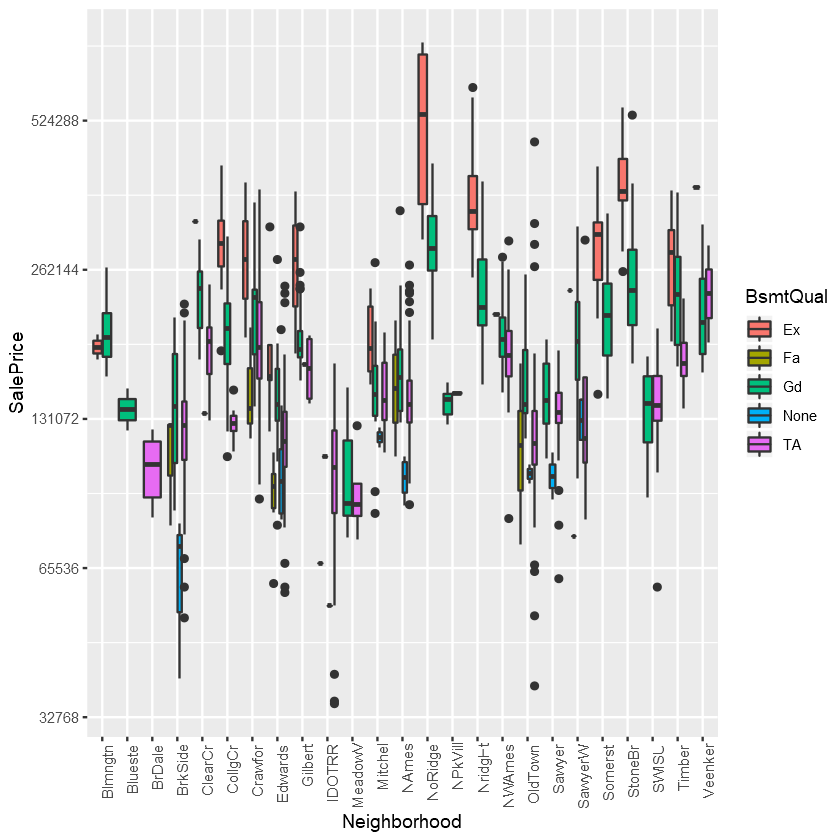 SalePrice
524288
262144
131072
65536
32768
Blmngtn
Blueste
BrDale
BrkSide
ClearCr
CollgCr
Crawfor
Edwards
Gilbert
IDOTRR
MeadowV
Mitchel
NAmes
NoRidge
NPkVill
NridgHt
NWAmes
OldTown
Sawyer
SawyerW
Somerst
StoneBr
SWISU
Timber
Veenker
Neighborhood
BsmtQual
Ex
Fa
Gd
None
TA